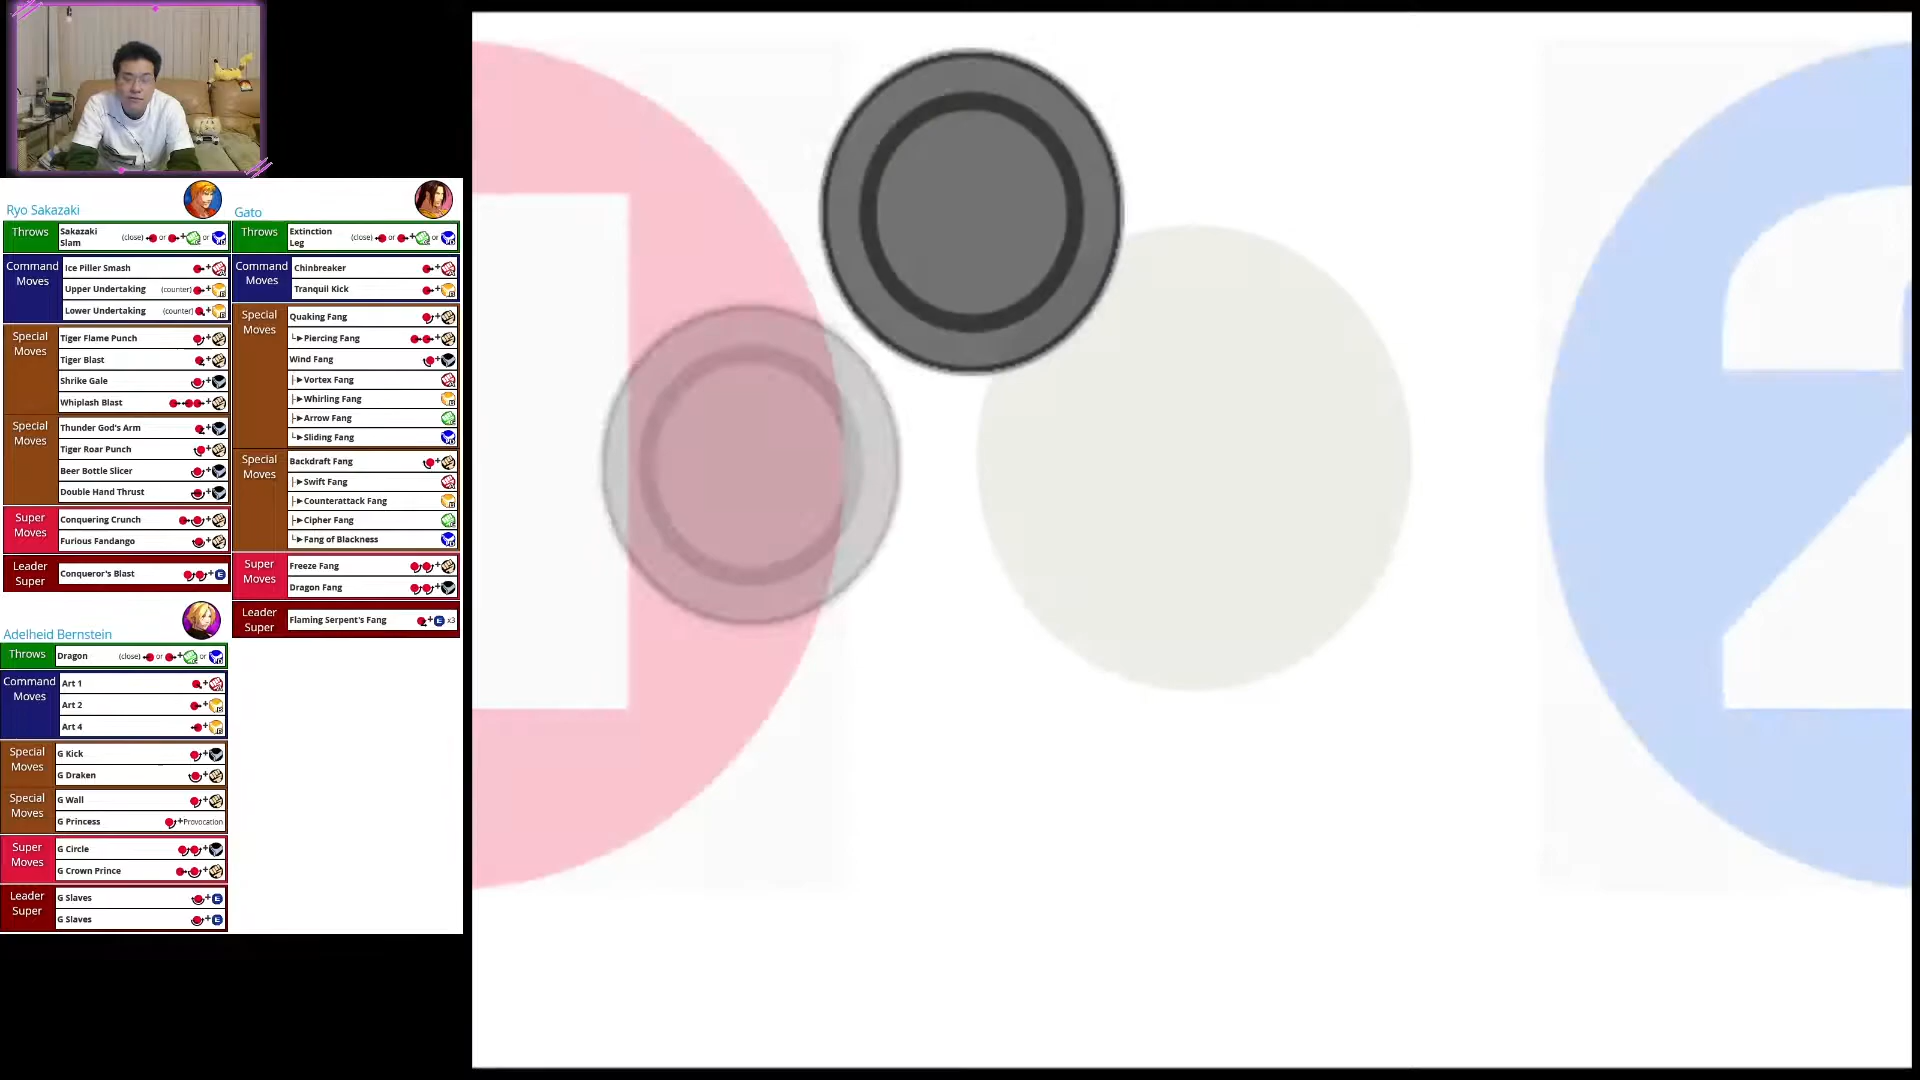 Ryo Sakazaki
Throws
Sakazaki Slam (close) or + or
Command Moves
Ice Piller Smash +
Upper Undertaking (counter) +
Lower Undertaking (counter) +
Special Moves
Tiger Flame Punch +
Tiger Blast +
Shrike Gale +
Whiplash Blast +
Special Moves
Thunder God's Arm +
Tiger Roar Punch +
Beer Bottle Slicer +
Double Hand Thrust +
Super Moves
Conquering Crunch +
Furious Fandango +
Leader Super
Conqueror's Blast + E
Gato
Throws
Extinction Leg (close) or + or
Command Moves
Chinbreaker +
Tranquil Kick +
Special Moves
Quaking Fang +
Piercing Fang +
Wind Fang +
Vortex Fang
Whirling Fang
Arrow Fang
Sliding Fang
Special Moves
Backdraft Fang +
Swift Fang
Counterattack Fang
Cipher Fang
Fang of Blackness
Super Moves
Freeze Fang +
Dragon Fang +
Leader Super
Flaming Serpent's Fang + E x3
Adelheid Bernstein
Throws
Dragon (close) or + or
Command Moves
Art 1 +
Art 2 +
Art 4 +
Special Moves
G Kick +
G Draken +
Special Moves
G Wall +
G Princess +Provocation
Super Moves
G Circle +
G Crown Prince +
Leader Super
G Slaves + E
G Slaves + E
2